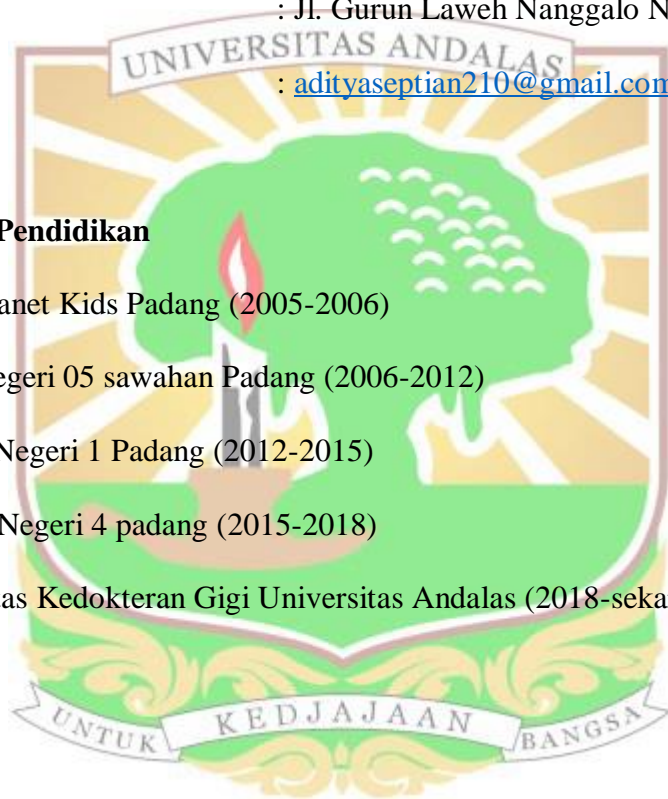 : Jl. Gurun Laweh Nanggalo N
UNIVERSITAS ANDALAS
: adityaseptian210@gmail.com
Pendidikan
anet Kids Padang (2005-2006)
egeri 05 sawahan Padang (2006-2012)
Negeri 1 Padang (2012-2015)
Negeri 4 padang (2015-2018)
as Kedokteran Gigi Universitas Andalas (2018-seka
UNTUK KEDJAJAAN BANGSA